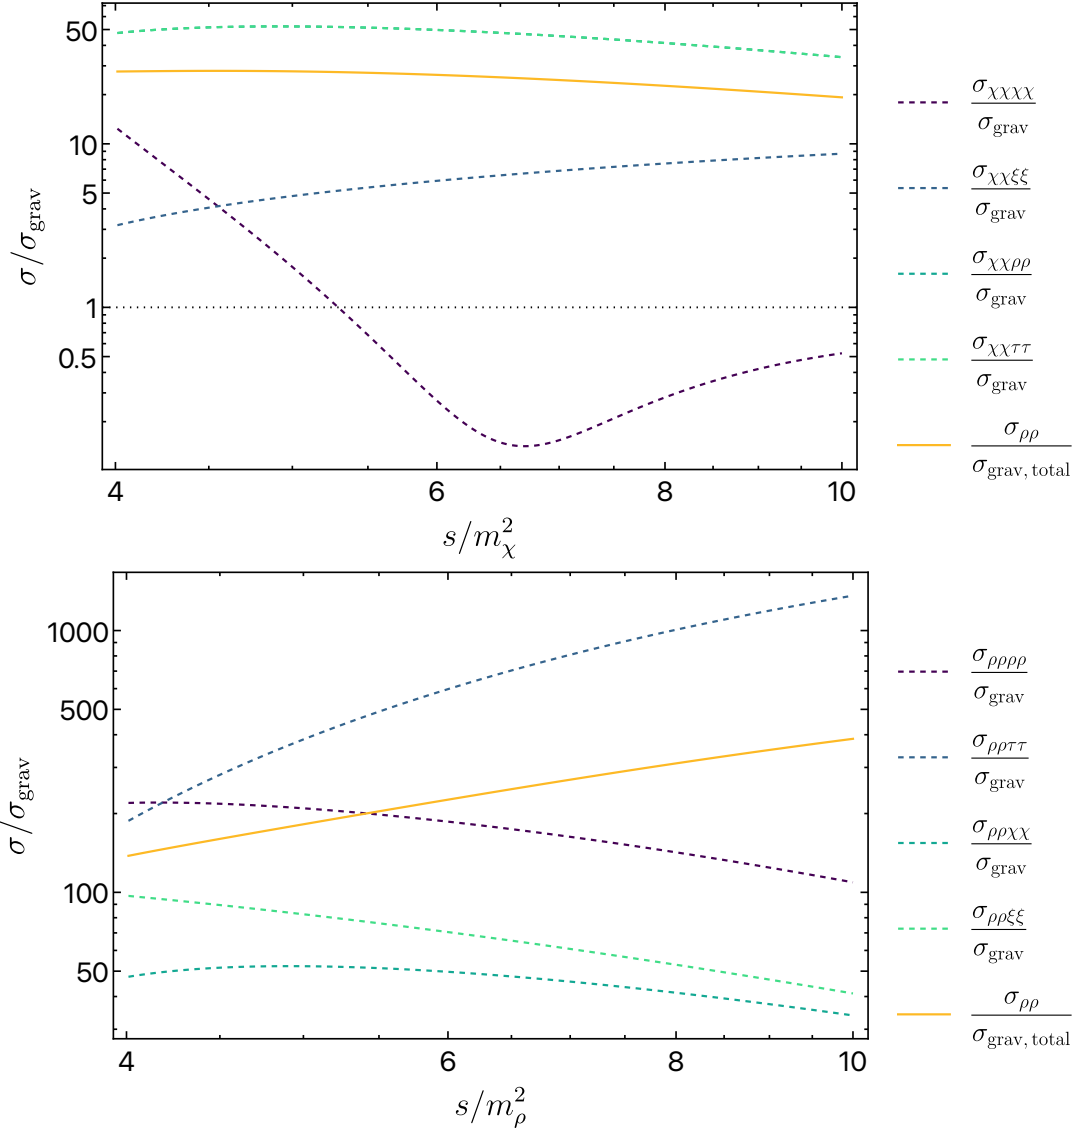 50
10
5
1
0.5
σ/σ_grav
4 6 8 10
s/m_χ^2
σ_χχχχ/σ_grav
σ_χχξξ/σ_grav
σ_χχρρ/σ_grav
σ_χχττ/σ_grav
σ_ρρ/σ_grav, total
1000
500
100
50
σ/σ_grav
4 6 8 10
s/m_ρ^2
σ_ρρρρ/σ_grav
σ_ρρττ/σ_grav
σ_ρρχχ/σ_grav
σ_ρρξξ/σ_grav
σ_ρρ/σ_grav, total